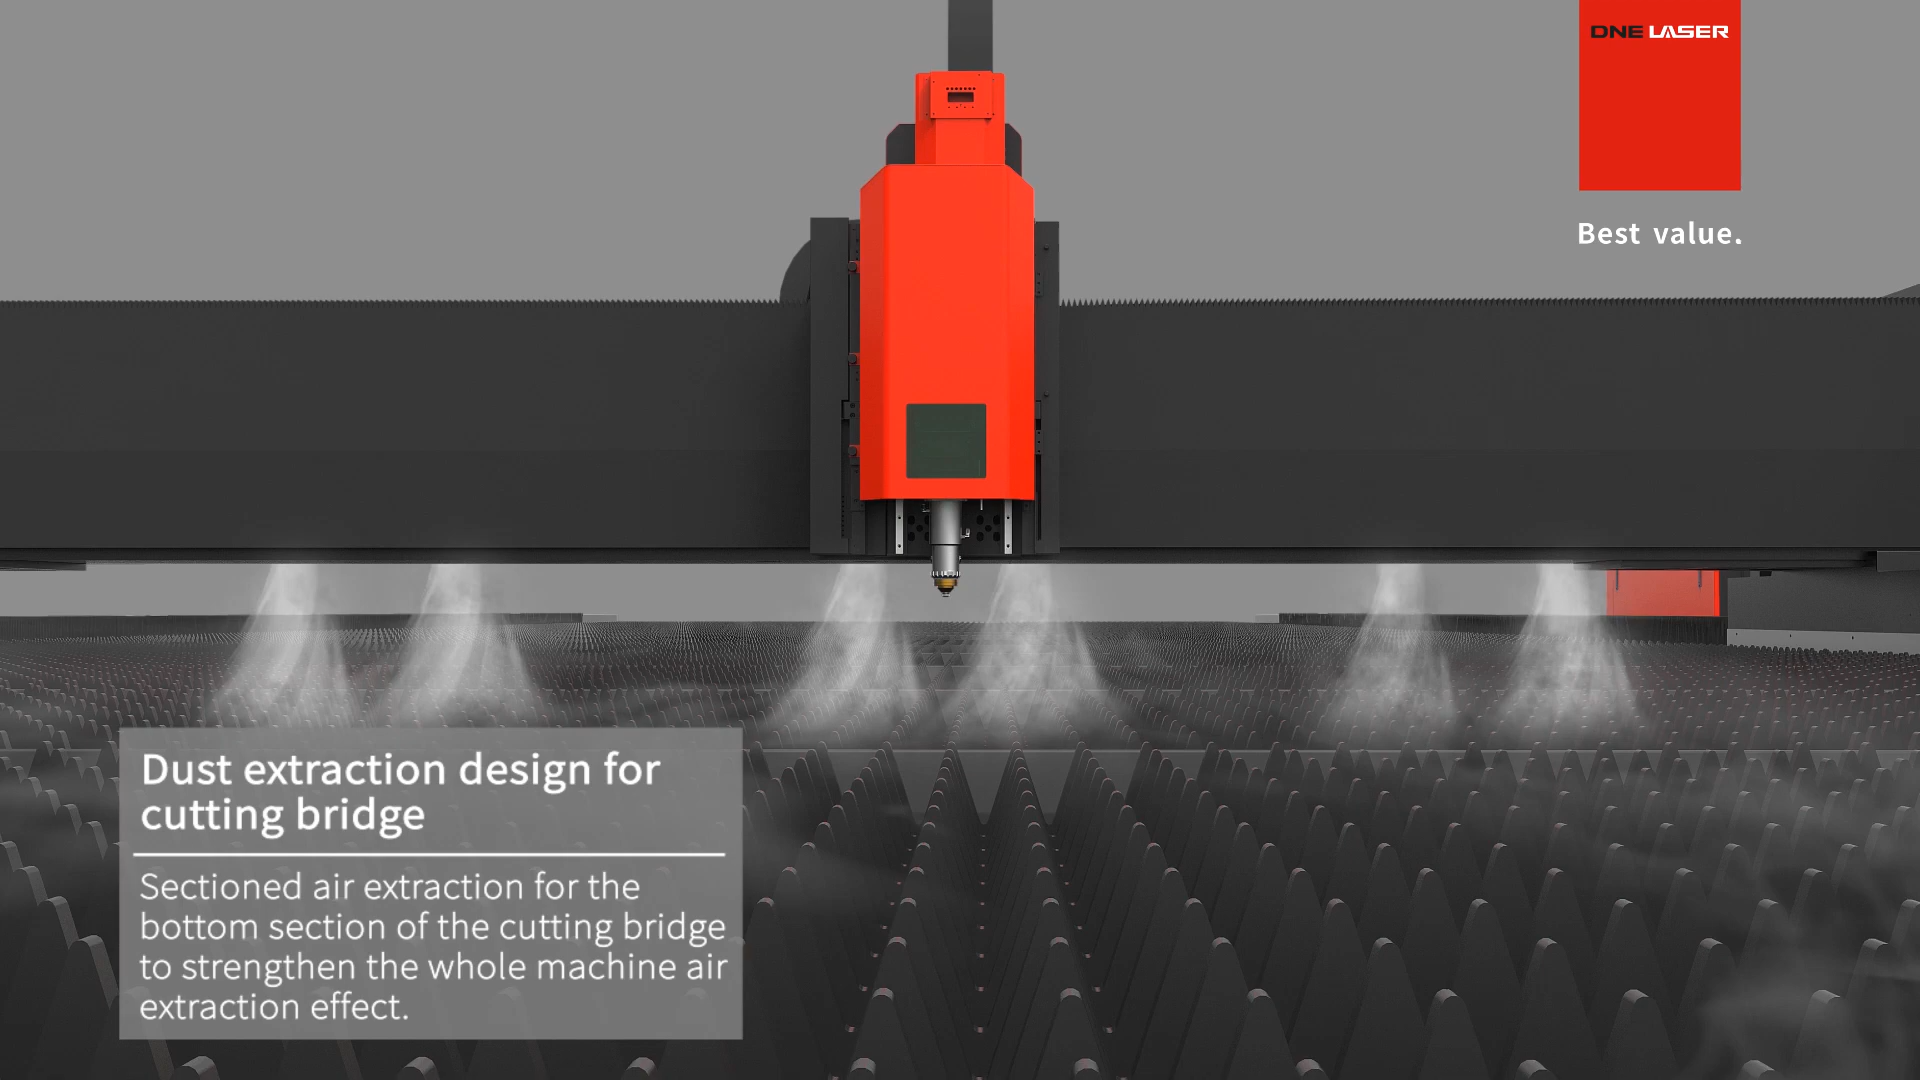 DNE LASER
Best value.
Dust extraction design for
cutting bridge
Sectioned air extraction for the
bottom section of the cutting bridge
to strengthen the whole machine air
extraction effect.